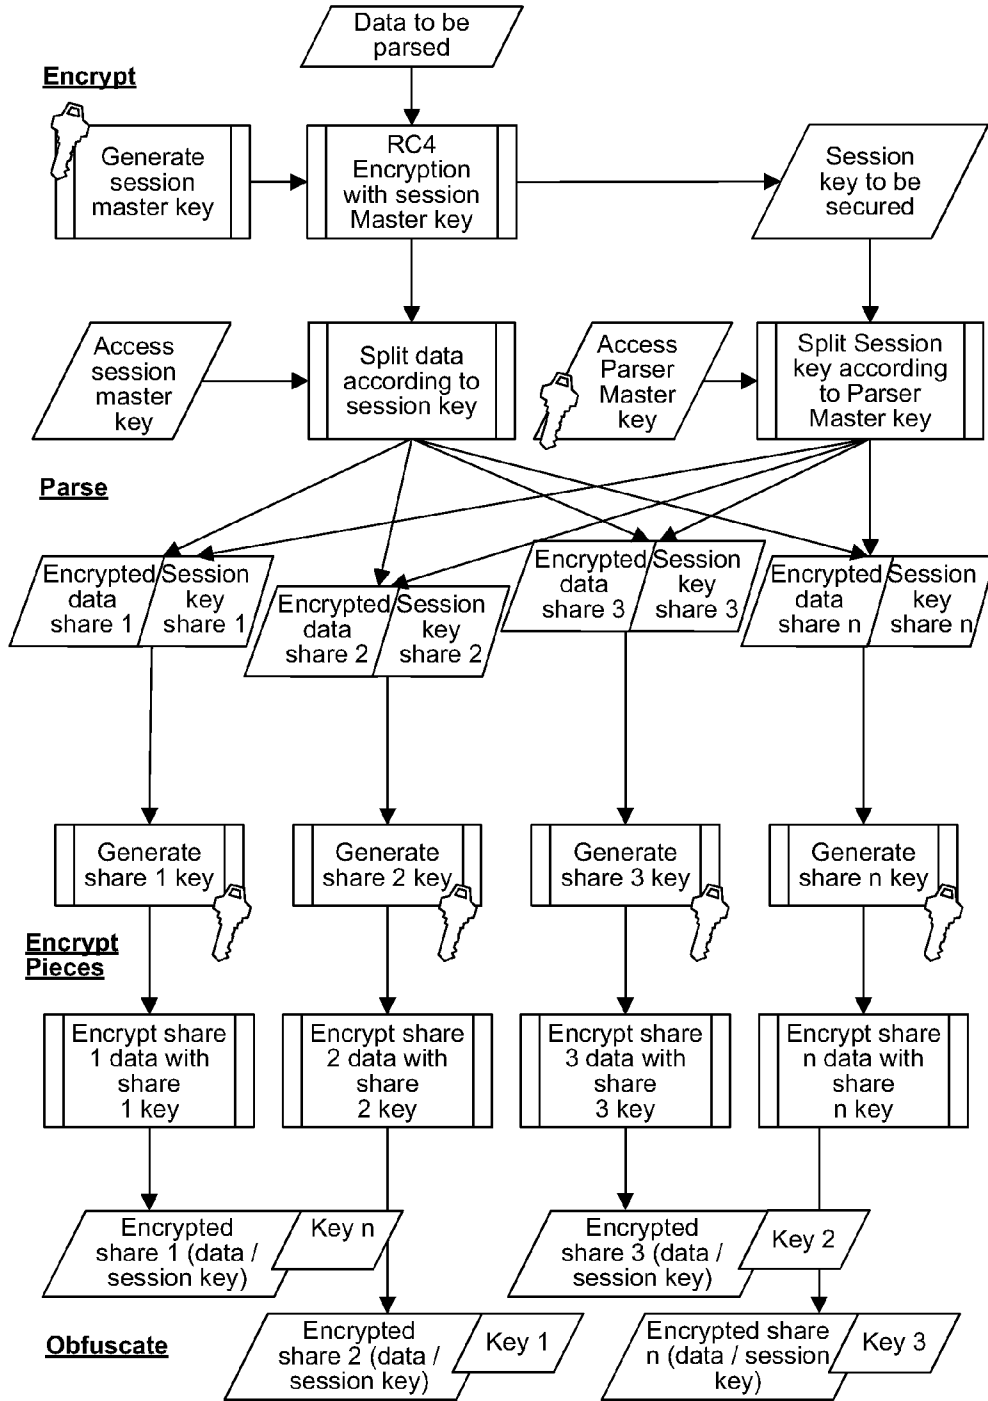 Data to be
parsed
Encrypt
Generate
session
master key
RC4
Encryption
with session
Master key
Session
key to be
secured
Access
session
master
key
Split data
according to
session key
Access
Parser
Master
key
Split Session
key according
to Parser
Master key
Parse
Encrypted
data
share 1
Session
key
share 1
Encrypted
data
share 2
Session
key
share 2
Encrypted
data
share 3
Session
key
share 3
Encrypted
data
share n
Session
key
share n
Generate
share 1 key
Generate
share 2 key
Generate
share 3 key
Generate
share n key
Encrypt
Pieces
Encrypt share
1 data with
share
1 key
Encrypt share
2 data with
share
2 key
Encrypt share
3 data with
share
3 key
Encrypt share
n data with
share
n key
Encrypted
share 1 (data /
session key)
Key n
Encrypted
share 3 (data /
session key)
Key 2
Obfuscate
Encrypted
share 2 (data /
session key)
Key 1
Encrypted share
n (data / session
key)
Key 3